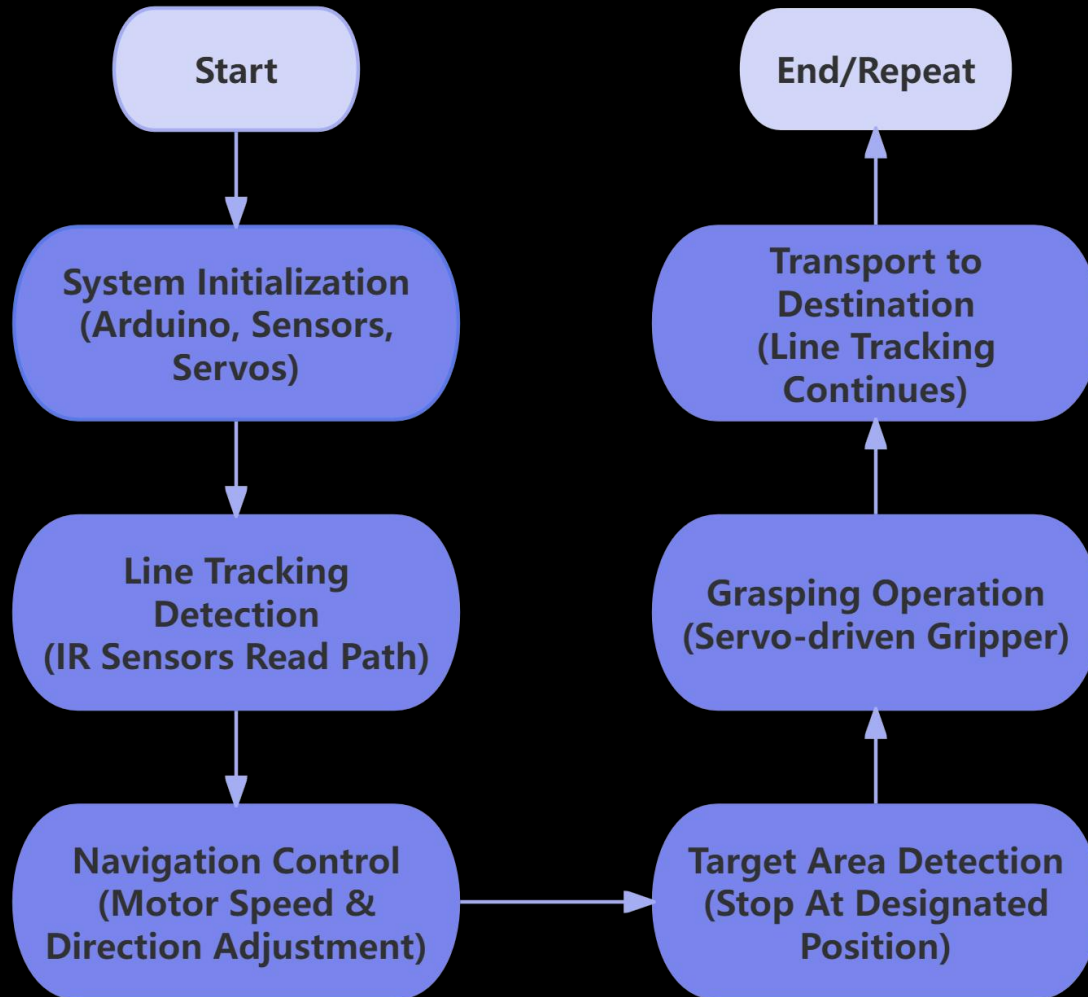 Start
System Initialization
(Arduino, Sensors,
Servos)
Line Tracking
Detection
(IR Sensors Read Path)
Navigation Control
(Motor Speed &
Direction Adjustment)
Target Area Detection
(Stop At Designated
Position)
Grasping Operation
(Servo-driven Gripper)
Transport to
Destination
(Line Tracking
Continues)
End/Repeat